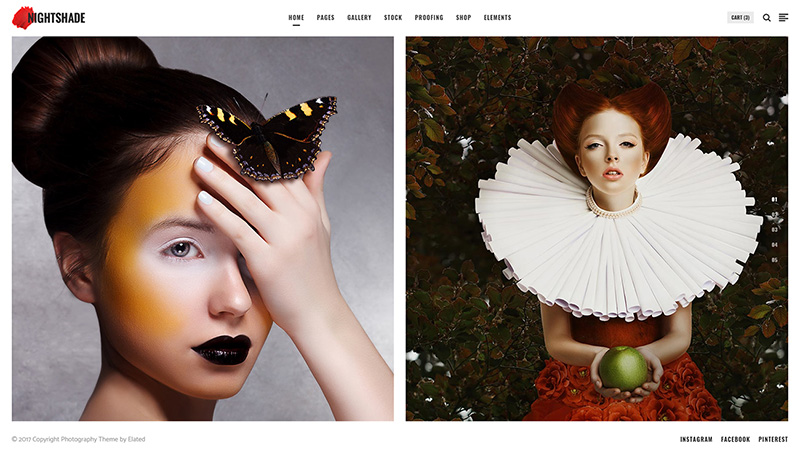 NIGHTSHADE
HOME PAGES GALLERY STOCK PROOFING SHOP ELEMENTS
CART (3)
01
02
03
04
05
© 2017 Copyright Photography Theme by Elated
INSTAGRAM FACEBOOK PINTEREST